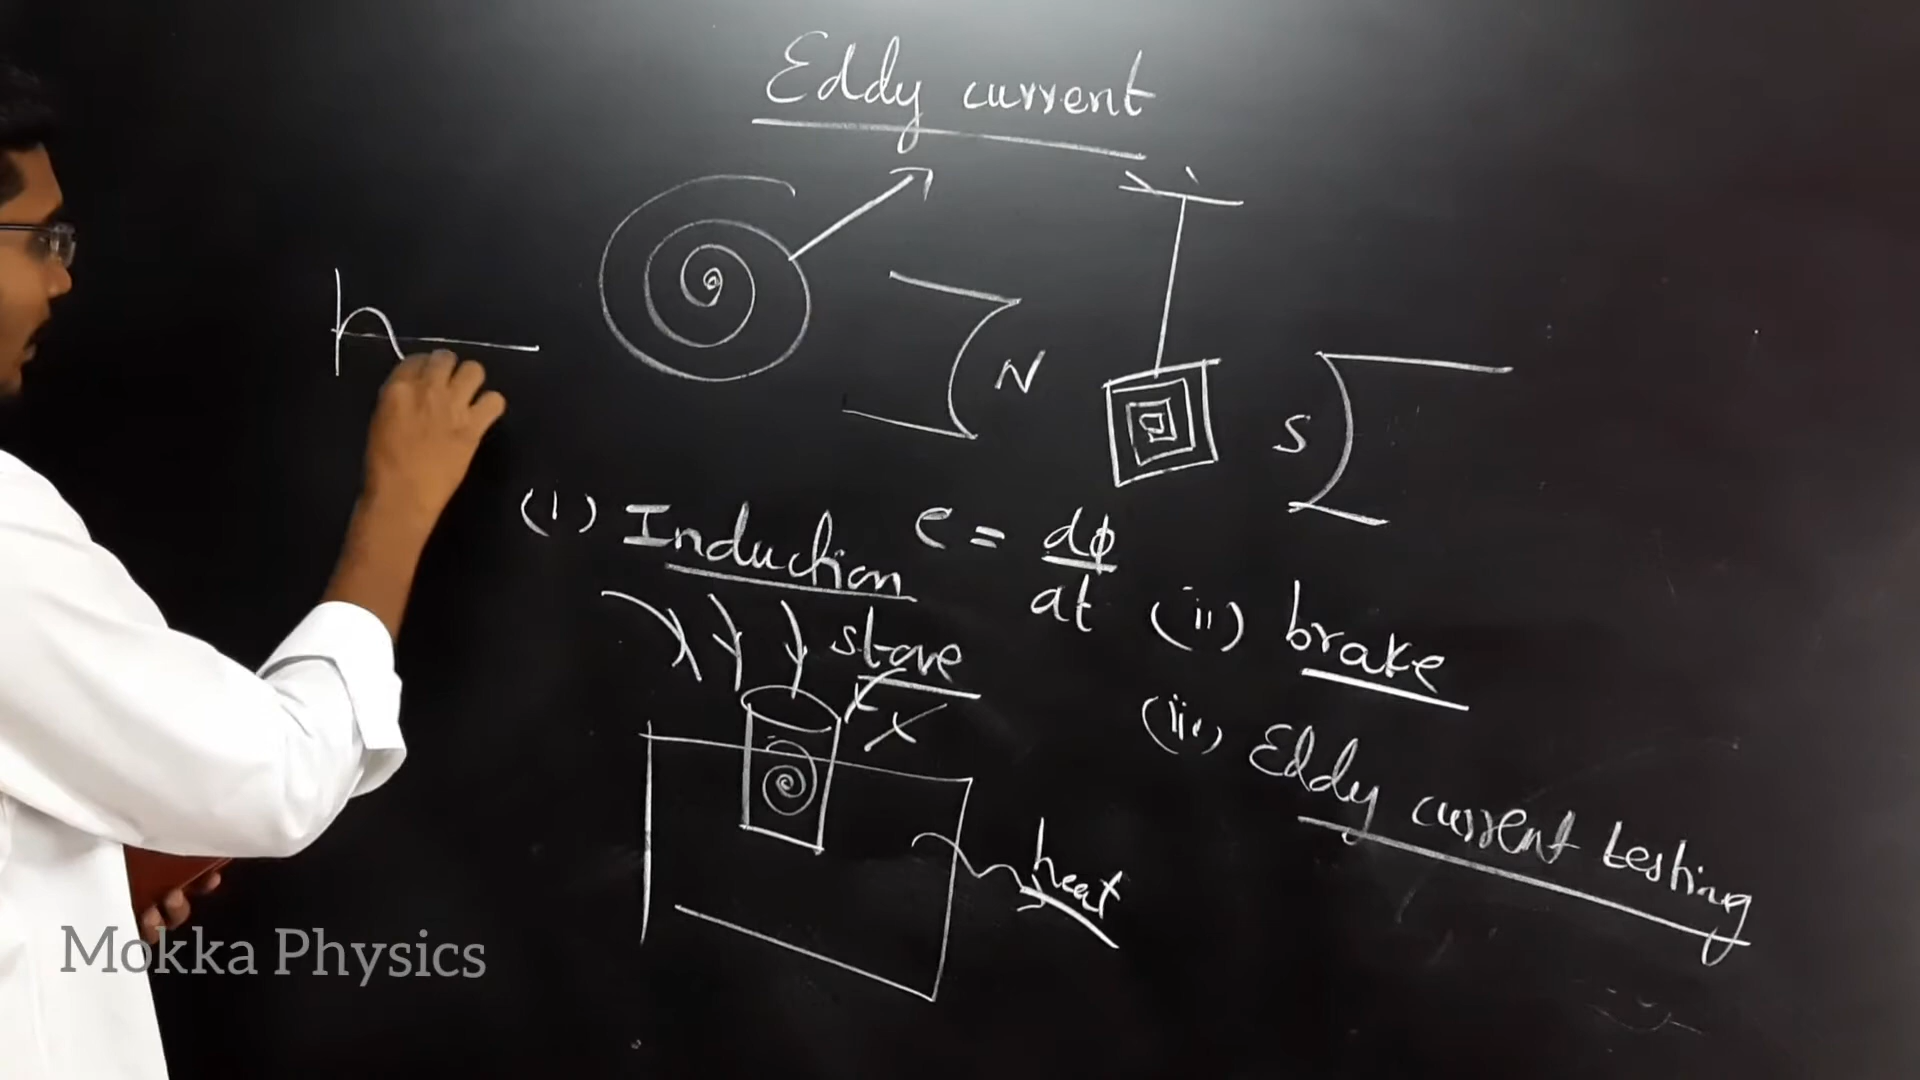 Eddy current
N
S
(i) Induction
stove
e = dφ
dt
(ii) brake
(iii) Eddy current testing
heat
Mokka Physics